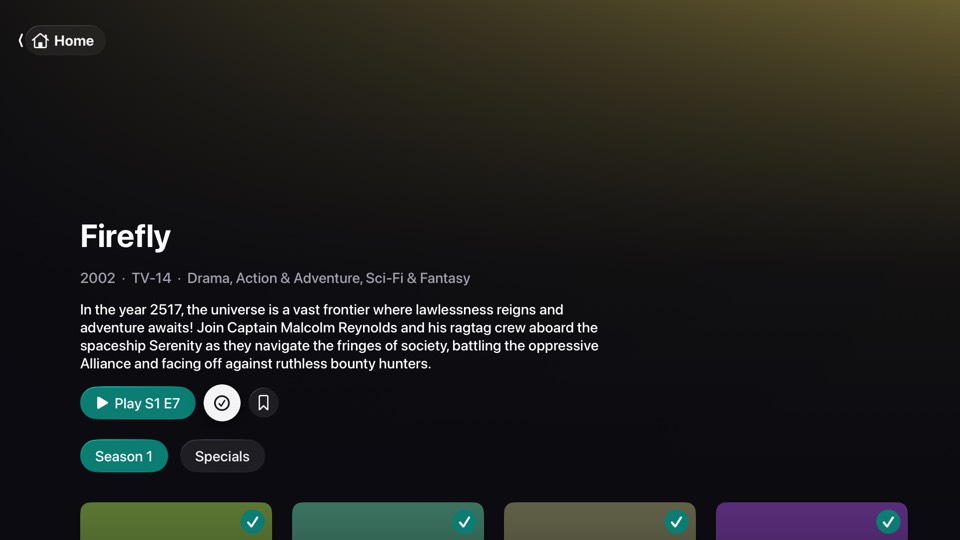 Home
Firefly
2002 · TV-14 · Drama, Action & Adventure, Sci-Fi & Fantasy
In the year 2517, the universe is a vast frontier where lawlessness reigns and
adventure awaits! Join Captain Malcolm Reynolds and his ragtag crew aboard the
spaceship Serenity as they navigate the fringes of society, battling the oppressive
Alliance and facing off against ruthless bounty hunters.
Play S1 E7
Season 1 Specials